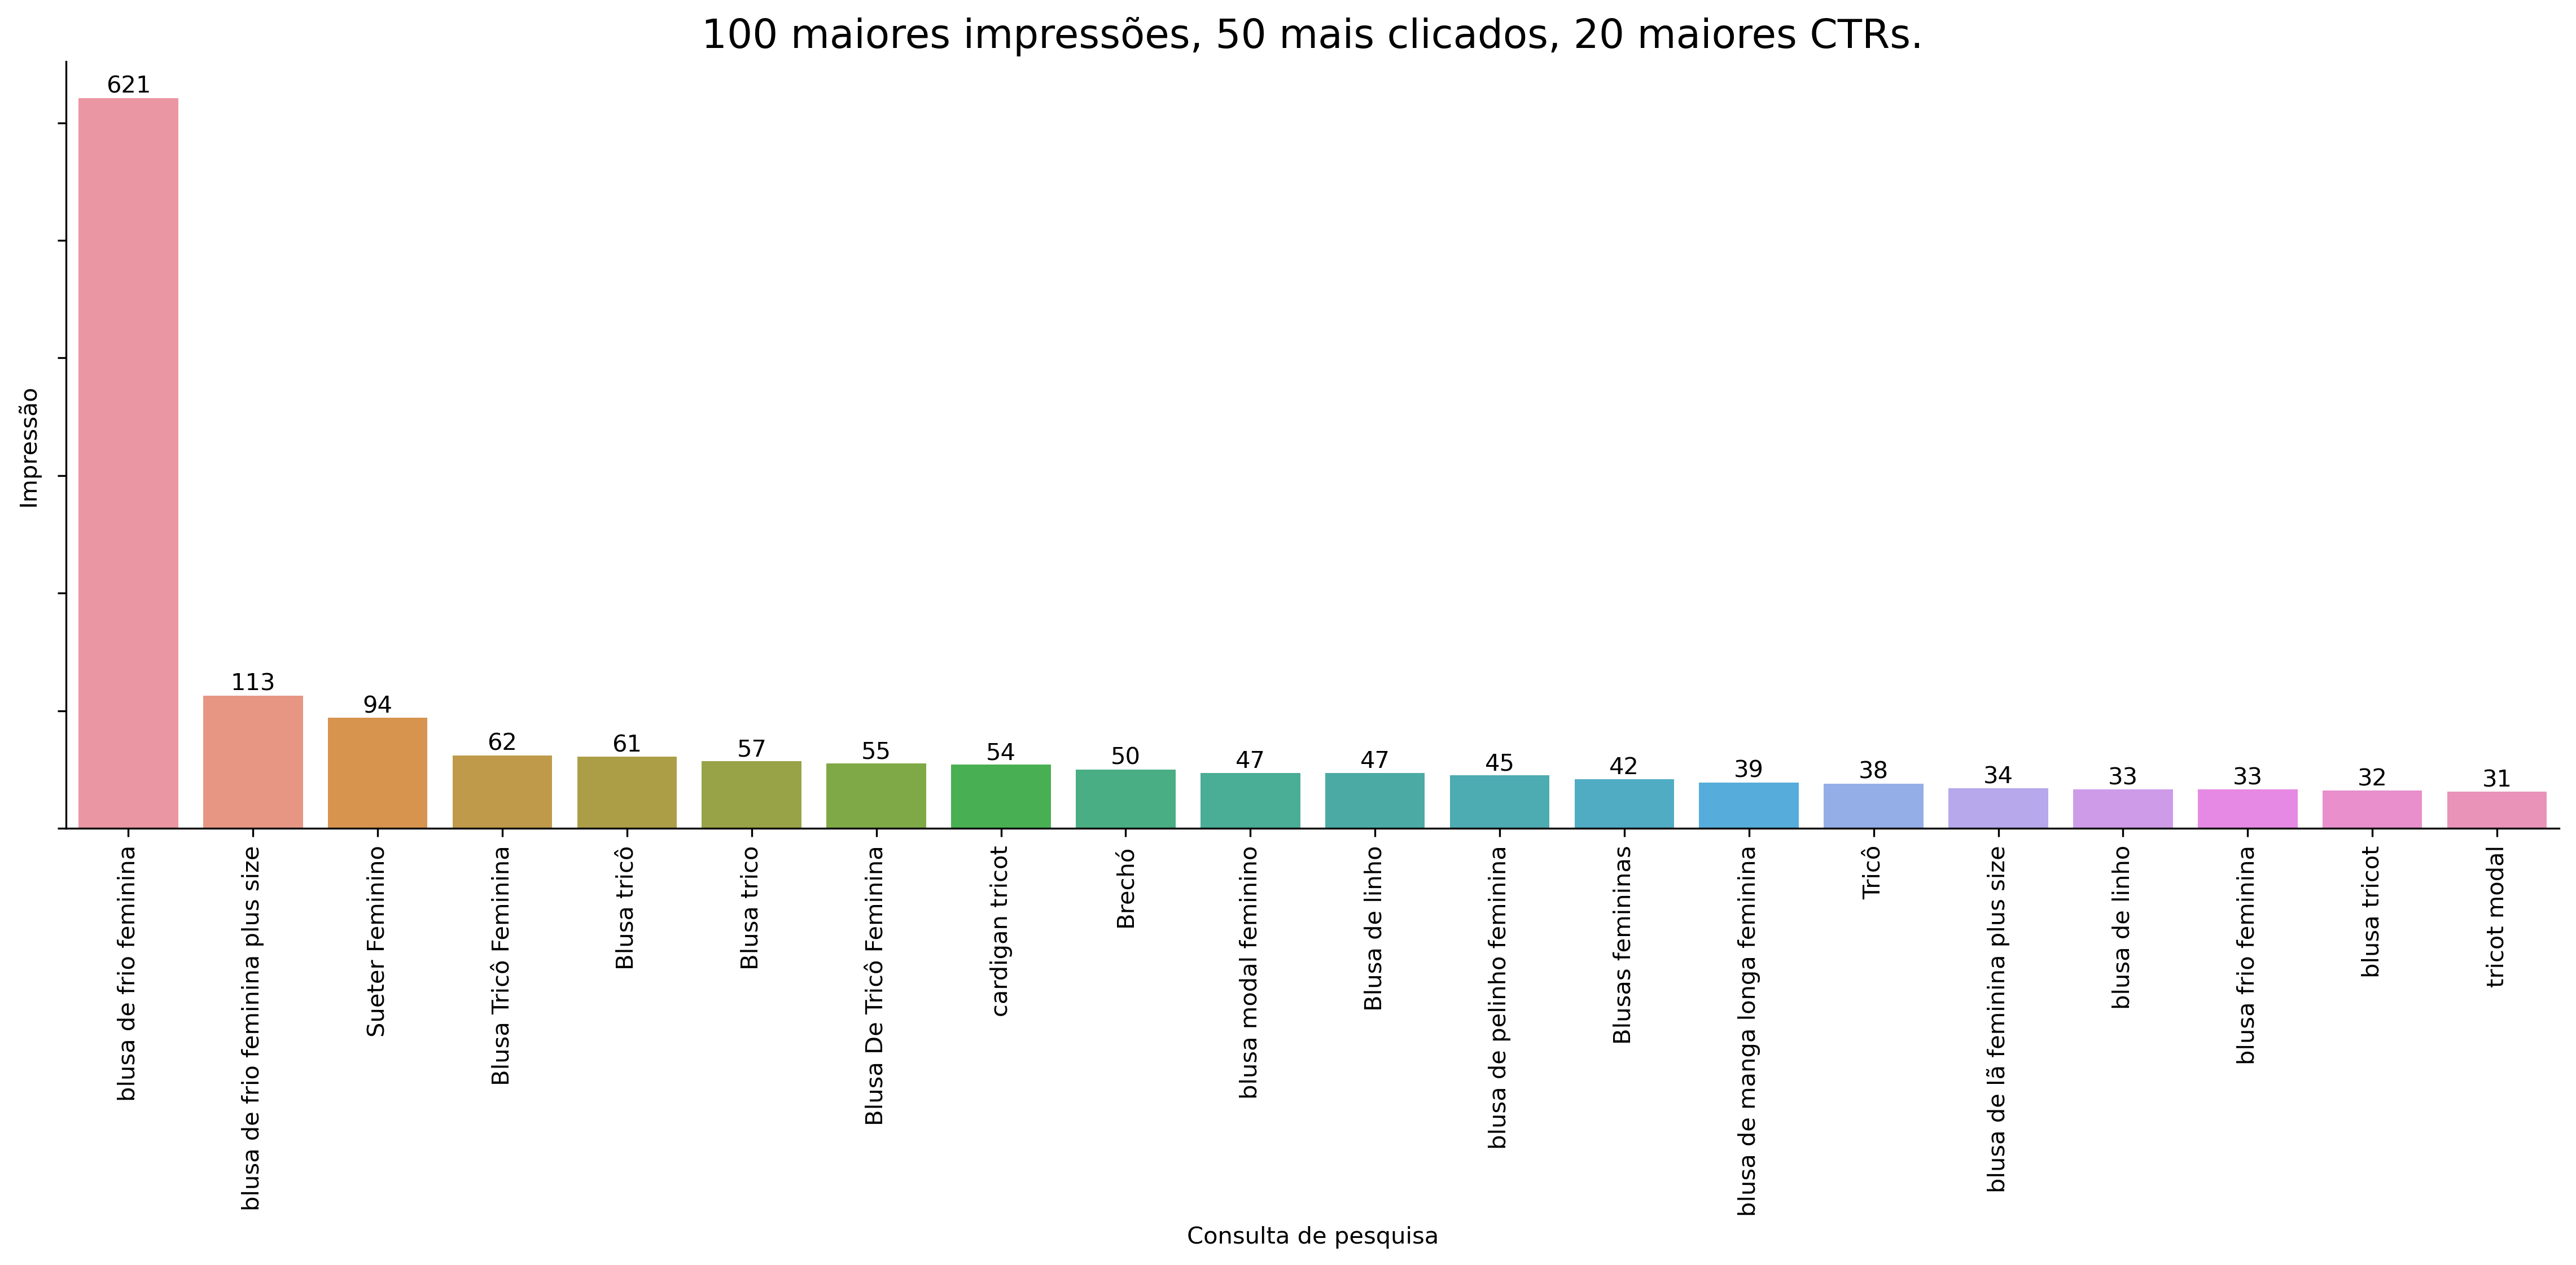 100 maiores impressões, 50 mais clicados, 20 maiores CTRs.
Impressão
621
113
94
62
61
57
55
54
50
47
47
45
42
39
38
34
33
33
32
31
blusa de frio feminina
blusa de frio feminina plus size
Sueter Feminino
Blusa Tricô Feminina
Blusa tricô
Blusa trico
Blusa De Tricô Feminina
cardigan tricot
Brechó
blusa modal feminino
Blusa de linho
blusa de pelinho feminina
Blusas femininas
blusa de manga longa feminina
Tricô
blusa de lã feminina plus size
blusa de linho
blusa frio feminina
blusa tricot
tricot modal
Consulta de pesquisa